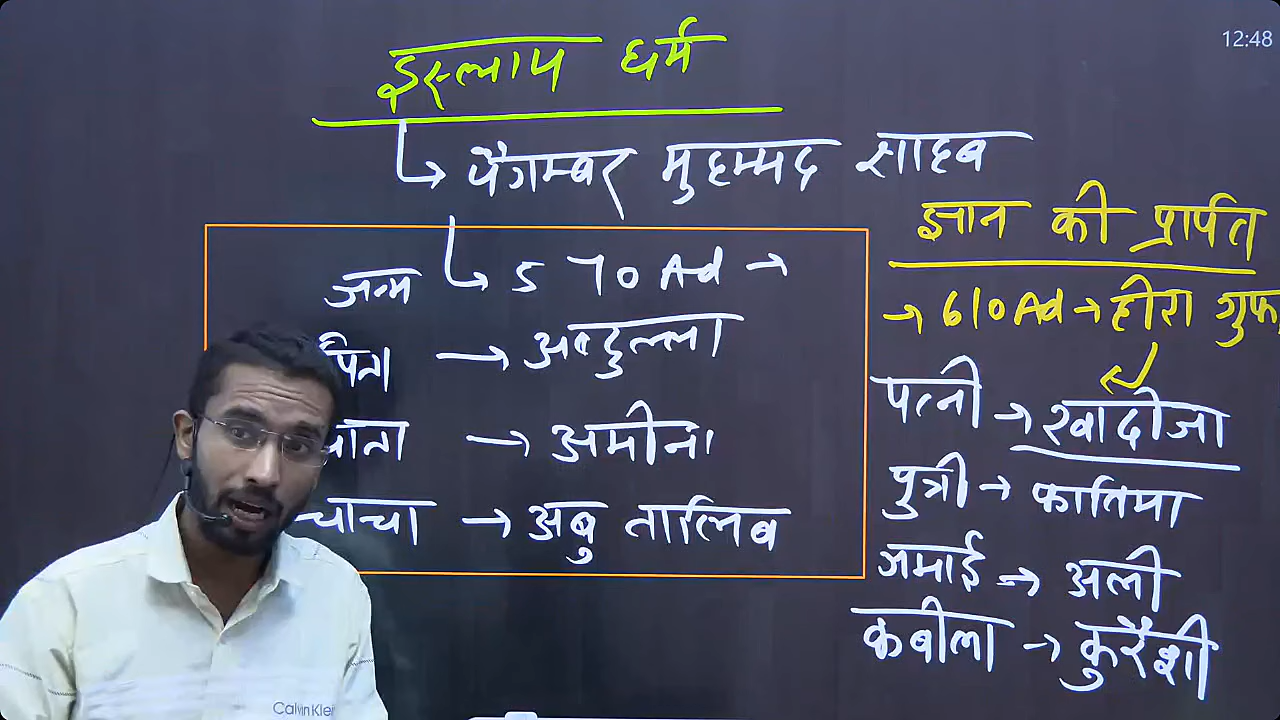 12:48
इस्लाम धर्म
पैगम्बर मुहम्मद साहब
जन्म → 570 Ad →
पिता → अब्दुल्ला
माता → अमीना
चाचा → अबु तालिब
ज्ञान की प्रार्पत
→ 610 Ad → हीरा गुफा
पत्नी → खादीजा
पुत्री → फातिमा
जमाई → अली
कबीला → कुरैशी
Calvin Klein